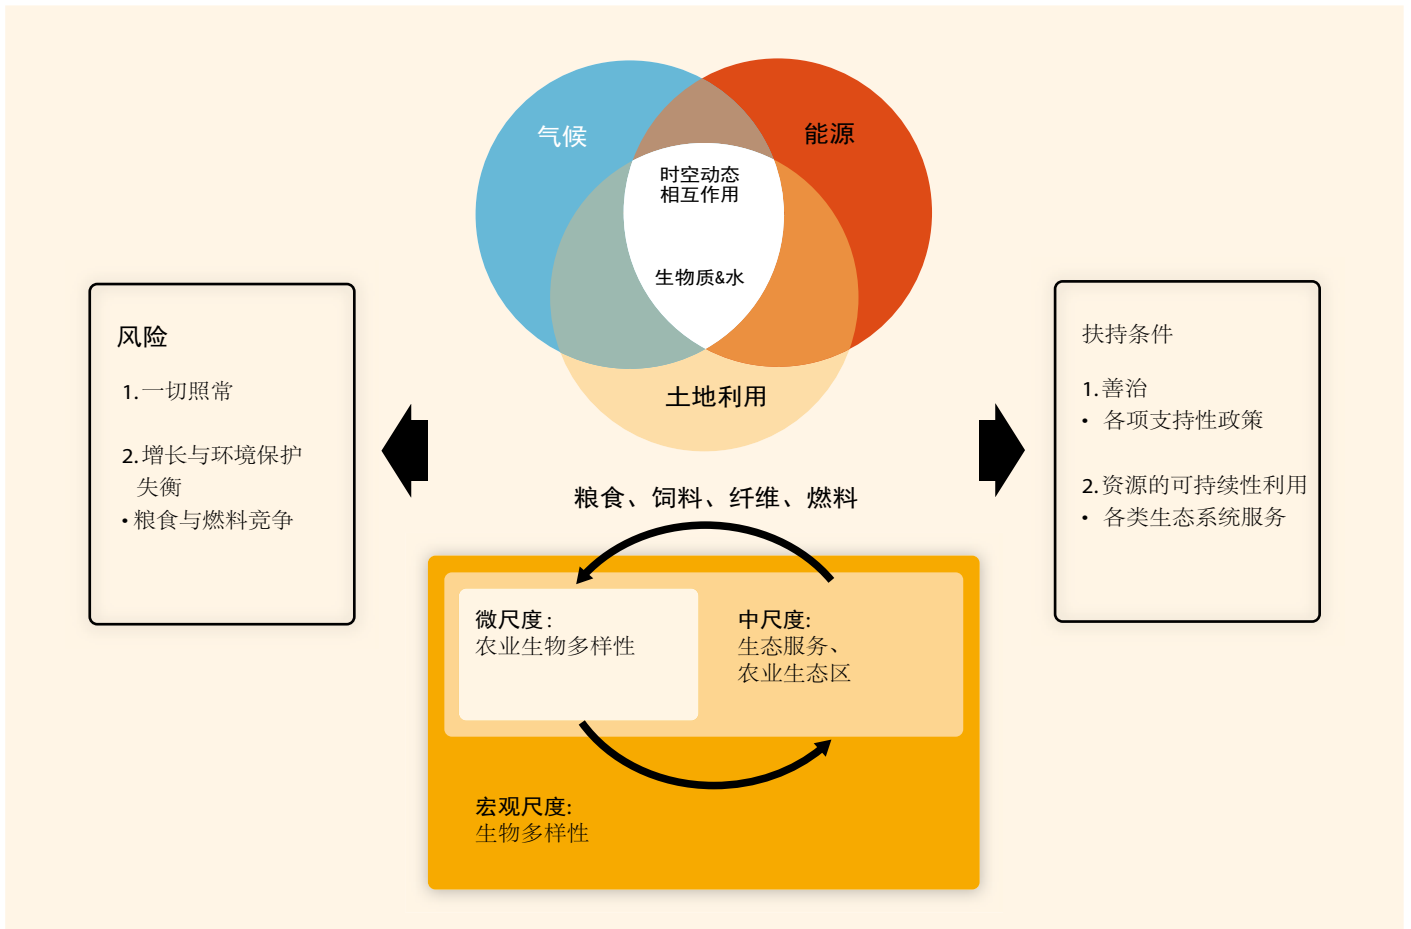 气候
能源
时空动态
相互作用
生物质&水
土地利用
风险
1.一切照常
2.增长与环境保护
失衡
•粮食与燃料竞争
扶持条件
1.善治
• 各项支持性政策
2.资源的可持续性利用
• 各类生态系统服务
粮食、饲料、纤维、燃料
微尺度:
农业生物多样性
中尺度:
生态服务、
农业生态区
宏观尺度:
生物多样性